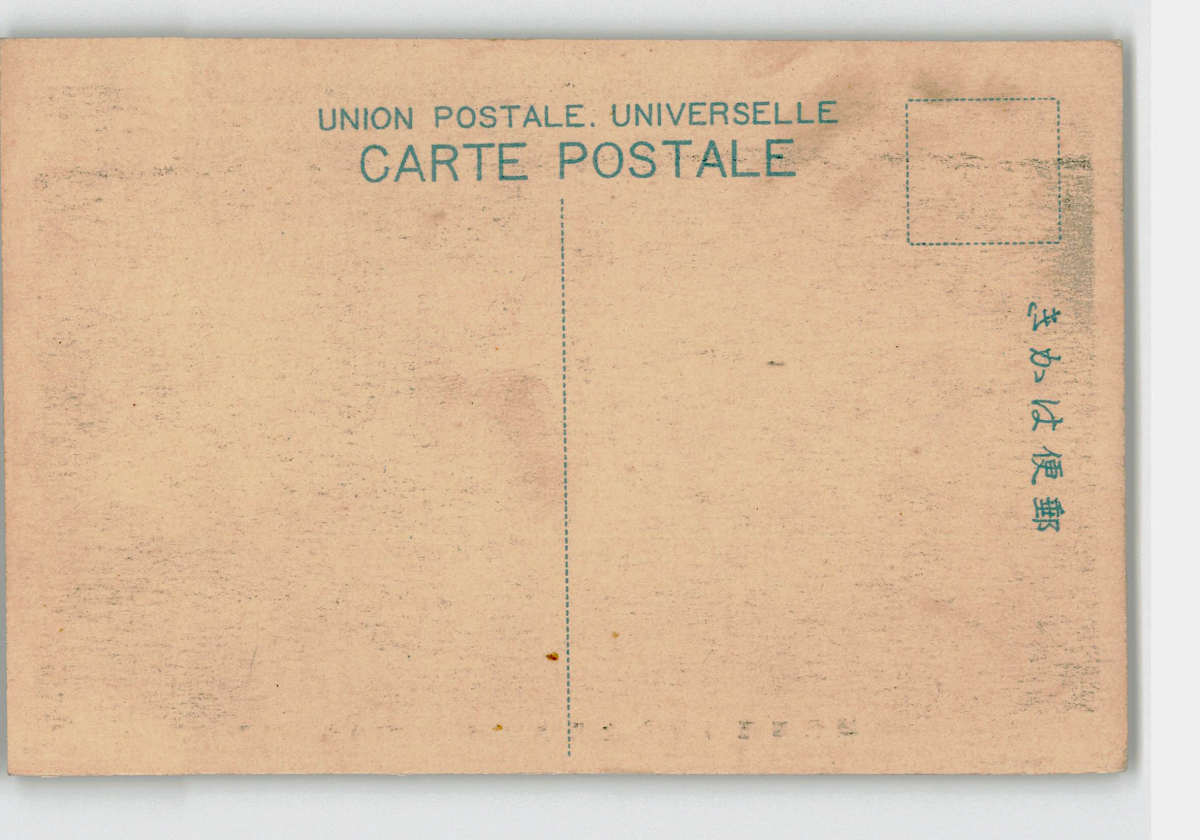 UNION POSTALE. UNIVERSELLE
CARTE POSTALE
郵便はかき